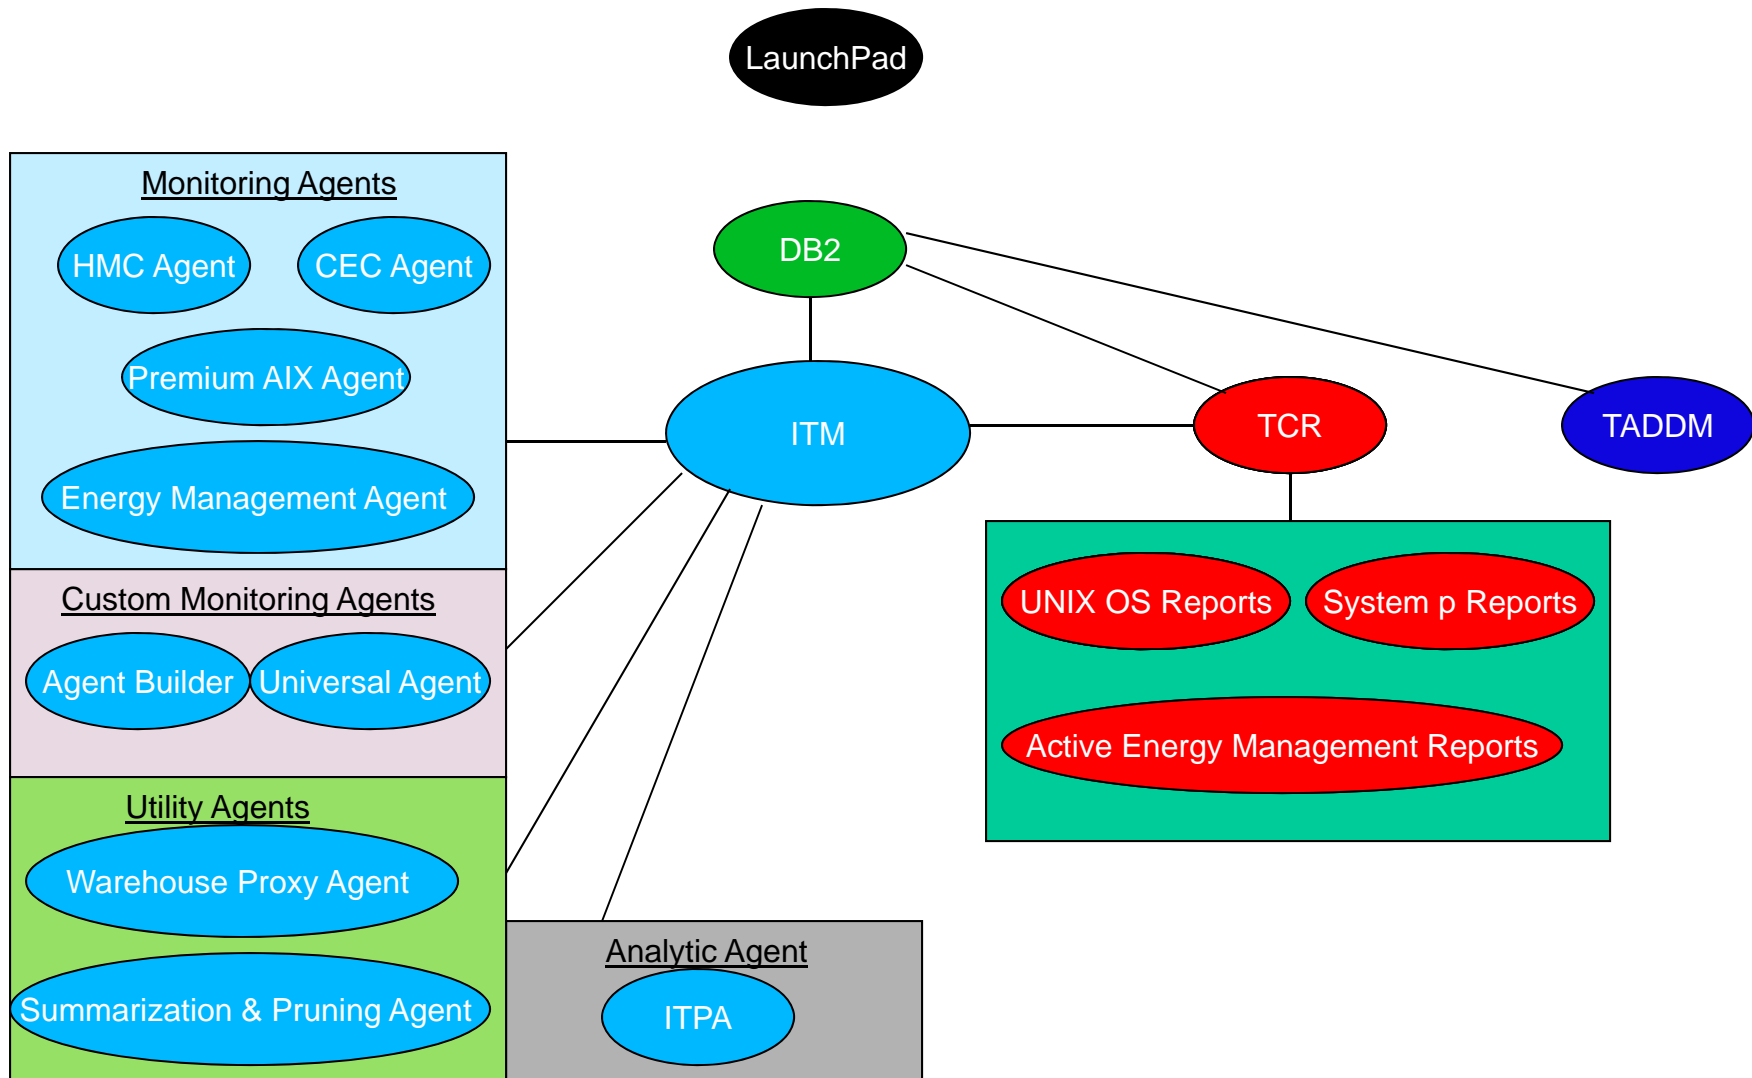 LaunchPad
Monitoring Agents
HMC Agent
CEC Agent
Premium AIX Agent
Energy Management Agent
Custom Monitoring Agents
Agent Builder
Universal Agent
Utility Agents
Warehouse Proxy Agent
Summarization & Pruning Agent
Analytic Agent
ITPA
DB2
ITM
TCR
TADDM
UNIX OS Reports
System p Reports
Active Energy Management Reports